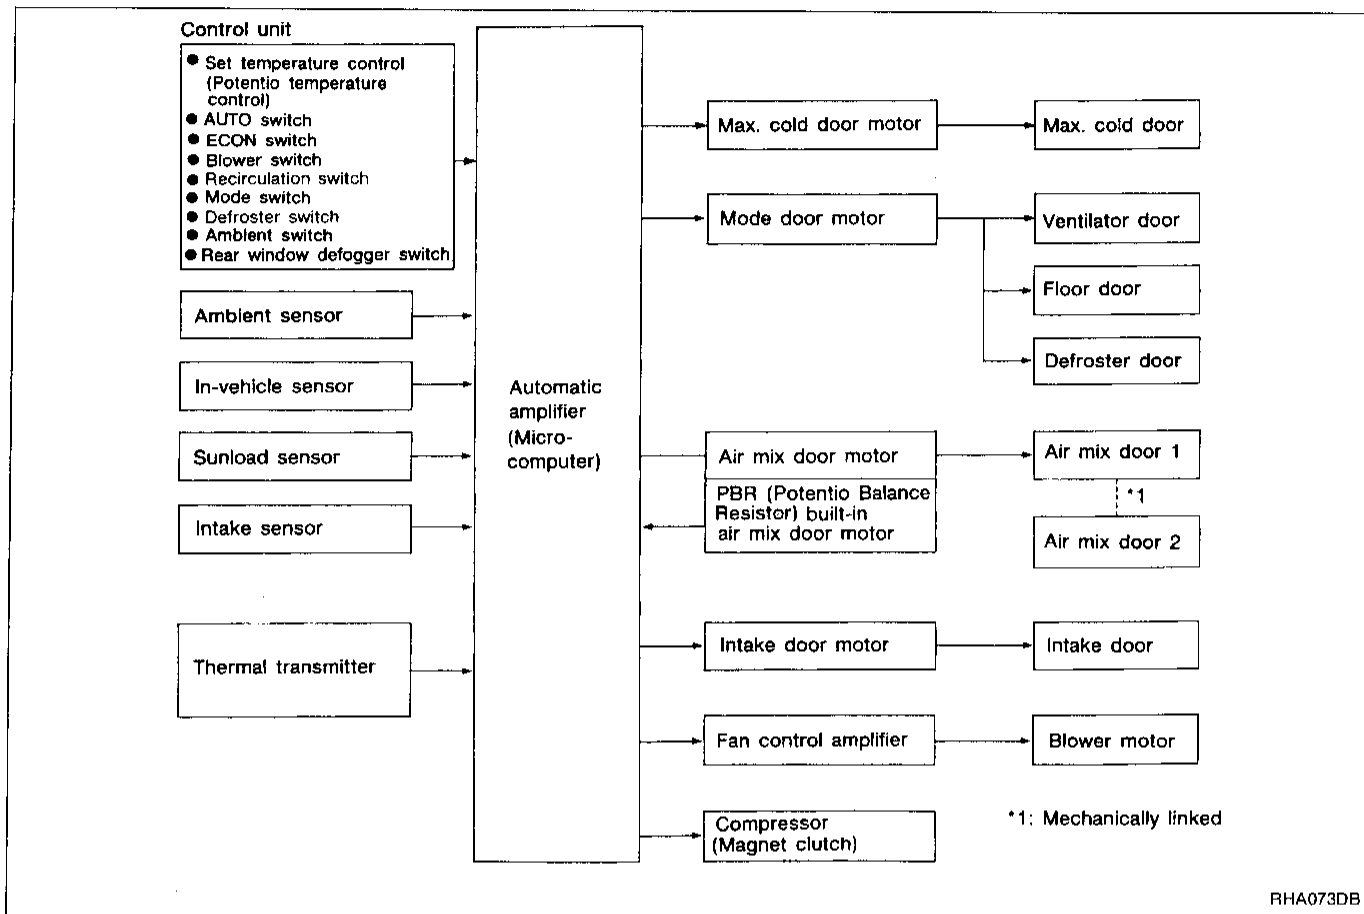 Control unit
● Set temperature control
(Potentio temperature
control)
● AUTO switch
● ECON switch
● Blower switch
● Recirculation switch
● Mode switch
● Defroster switch
● Ambient switch
● Rear window defogger switch
Ambient sensor
In-vehicle sensor
Sunload sensor
Intake sensor
Thermal transmitter
Automatic
amplifier
(Micro-
computer)
Max. cold door motor
Max. cold door
Mode door motor
Ventilator door
Floor door
Defroster door
Air mix door motor
Air mix door 1
PBR (Potentio Balance
Resistor) built-in
air mix door motor
*1
Air mix door 2
Intake door motor
Intake door
Fan control amplifier
Blower motor
Compressor
(Magnet clutch)
*1: Mechanically linked
RHA073DB